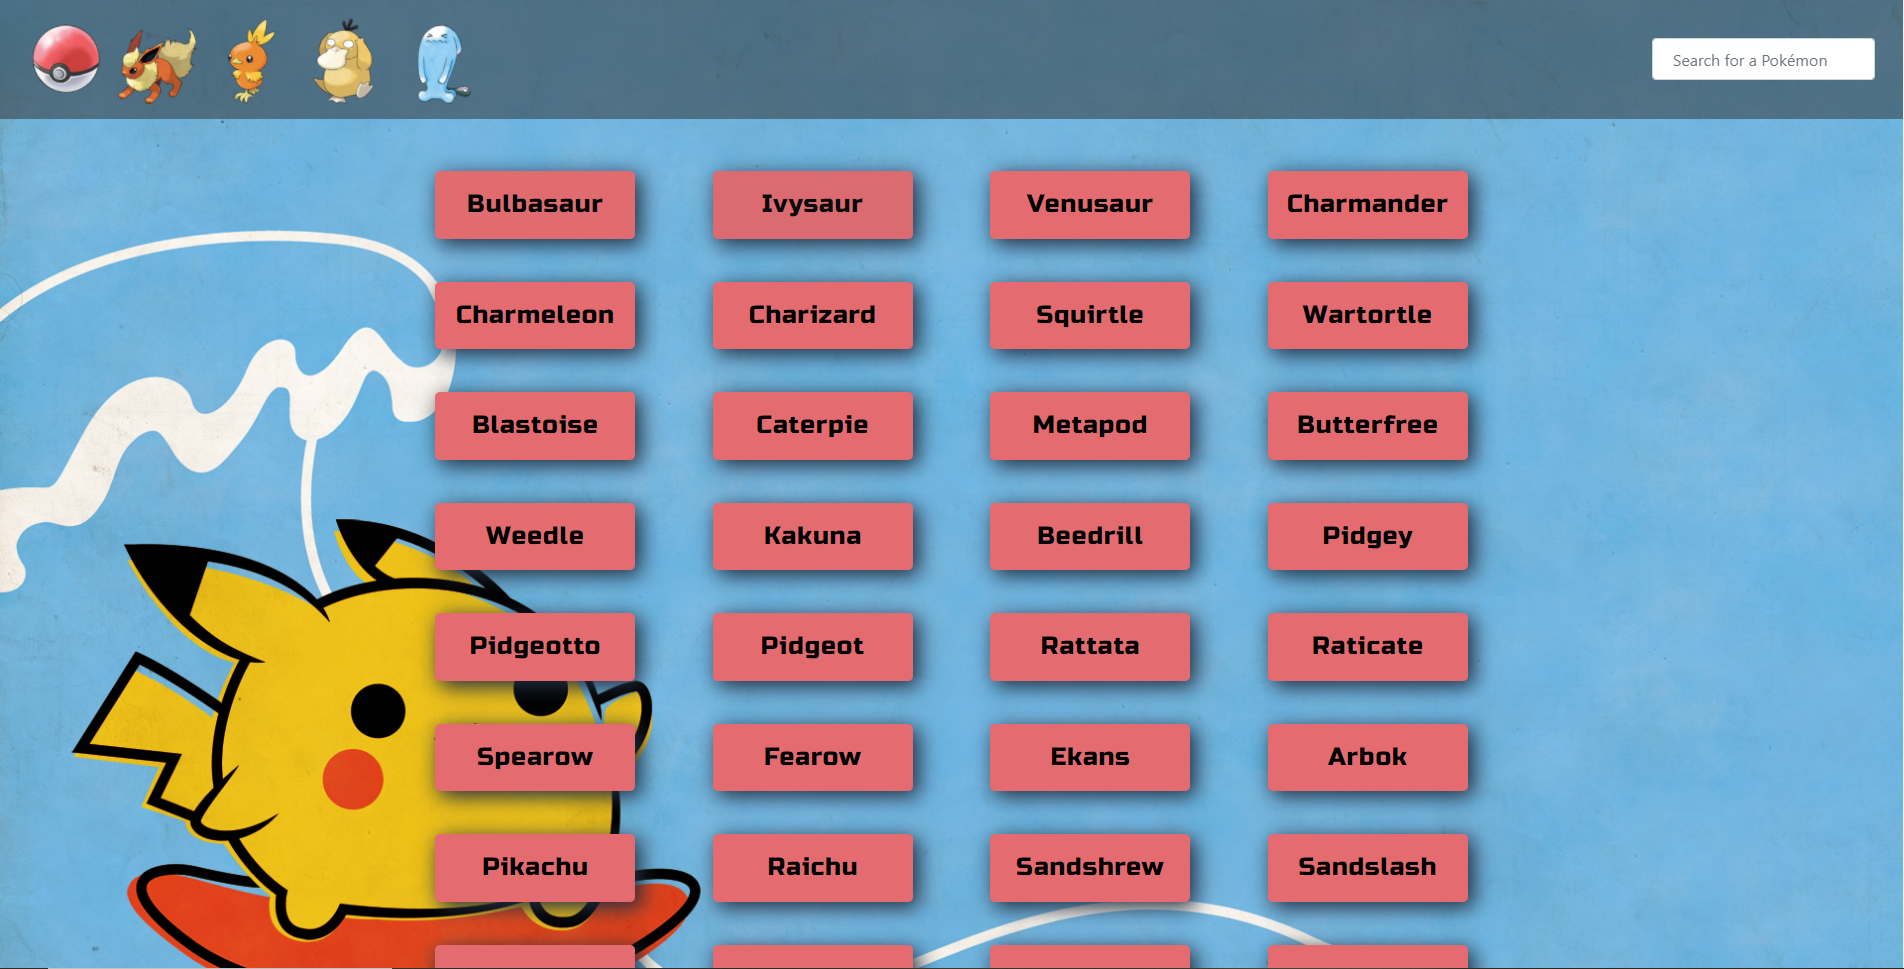 Search for a Pokémon
Bulbasaur
Ivysaur
Venusaur
Charmander
Charmeleon
Charizard
Squirtle
Wartortle
Blastoise
Caterpie
Metapod
Butterfree
Weedle
Kakuna
Beedrill
Pidgey
Pidgeotto
Pidgeot
Rattata
Raticate
Spearow
Fearow
Ekans
Arbok
Pikachu
Raichu
Sandshrew
Sandslash